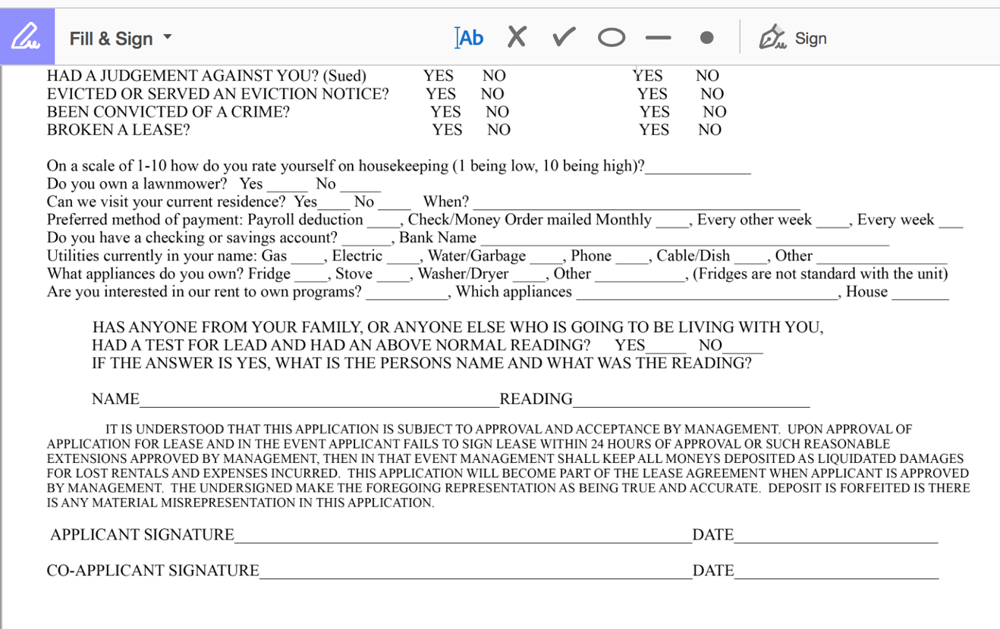 Fill & Sign Ab Sign
HAD A JUDGEMENT AGAINST YOU? (Sued) YES NO YES NO
EVICTED OR SERVED AN EVICTION NOTICE? YES NO YES NO
BEEN CONVICTED OF A CRIME? YES NO YES NO
BROKEN A LEASE? YES NO YES NO
On a scale of 1-10 how do you rate yourself on housekeeping (1 being low, 10 being high)?_____________
Do you own a lawnmower? Yes _____ No _____
Can we visit your current residence? Yes____ No ____ When? ________________________________________
Preferred method of payment: Payroll deduction ____, Check/Money Order mailed Monthly ____, Every other week ____, Every week ___
Do you have a checking or savings account? ______, Bank Name __________________________________________________
Utilities currently in your name: Gas ____, Electric ____, Water/Garbage ____, Phone ____, Cable/Dish ____, Other ________________
What appliances do you own? Fridge ____, Stove ____, Washer/Dryer ____, Other ___________, (Fridges are not standard with the unit)
Are you interested in our rent to own programs? __________, Which appliances ________________________________, House _______
HAS ANYONE FROM YOUR FAMILY, OR ANYONE ELSE WHO IS GOING TO BE LIVING WITH YOU,
HAD A TEST FOR LEAD AND HAD AN ABOVE NORMAL READING? YES_____ NO_____
IF THE ANSWER IS YES, WHAT IS THE PERSONS NAME AND WHAT WAS THE READING?
NAME____________________________________________READING_____________________________
IT IS UNDERSTOOD THAT THIS APPLICATION IS SUBJECT TO APPROVAL AND ACCEPTANCE BY MANAGEMENT. UPON APPROVAL OF
APPLICATION FOR LEASE AND IN THE EVENT APPLICANT FAILS TO SIGN LEASE WITHIN 24 HOURS OF APPROVAL OR SUCH REASONABLE
EXTENSIONS APPROVED BY MANAGEMENT, THEN IN THAT EVENT MANAGEMENT SHALL KEEP ALL MONEYS DEPOSITED AS LIQUIDATED DAMAGES
FOR LOST RENTALS AND EXPENSES INCURRED. THIS APPLICATION WILL BECOME PART OF THE LEASE AGREEMENT WHEN APPLICANT IS APPROVED
BY MANAGEMENT. THE UNDERSIGNED MAKE THE FOREGOING REPRESENTATION AS BEING TRUE AND ACCURATE. DEPOSIT IS FORFEITED IS THERE
IS ANY MATERIAL MISREPRESENTATION IN THIS APPLICATION.
APPLICANT SIGNATURE________________________________________________________DATE_________________________
CO-APPLICANT SIGNATURE_____________________________________________________DATE_________________________